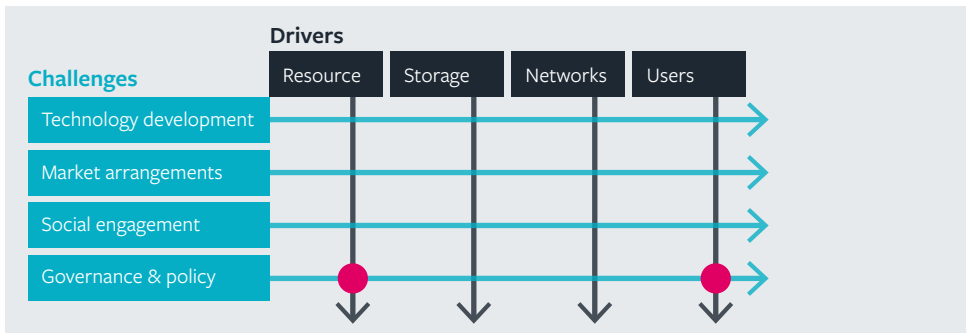 Drivers
Resource Storage Networks Users
Challenges
Technology development
Market arrangements
Social engagement
Governance & policy